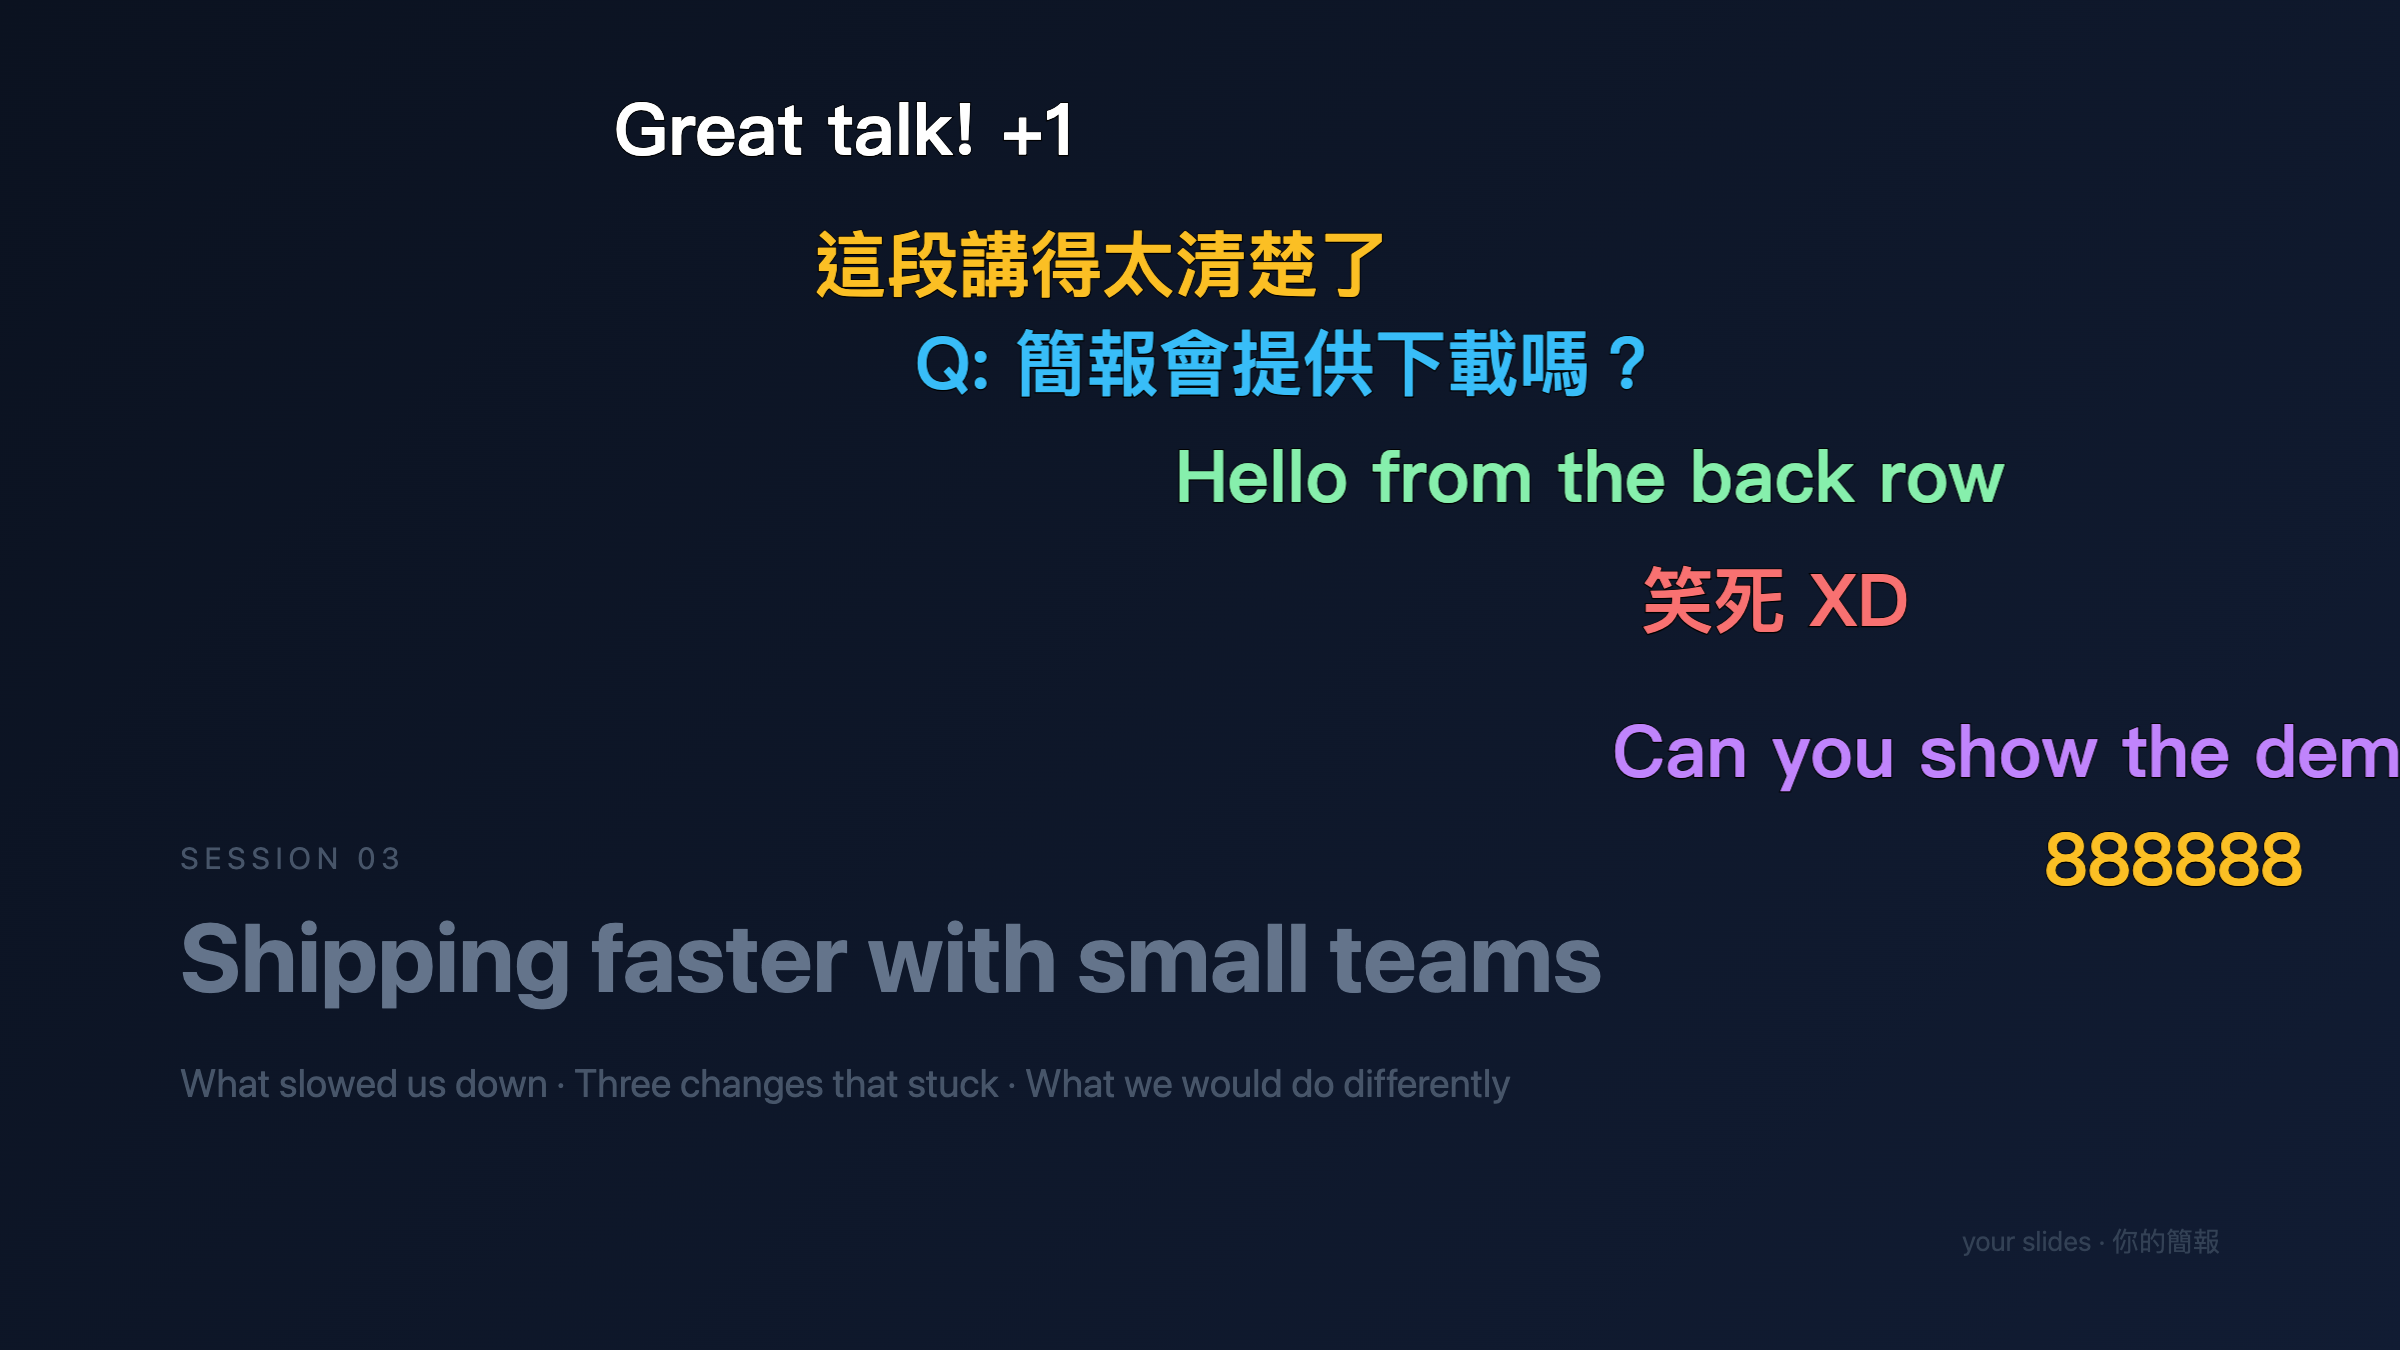 Great talk! +1
這段講得太清楚了
Q: 簡報會提供下載嗎？
Hello from the back row
笑死 XD
Can you show the dem
888888
SESSION 03
Shipping faster with small teams
What slowed us down · Three changes that stuck · What we would do differently
your slides · 你的簡報